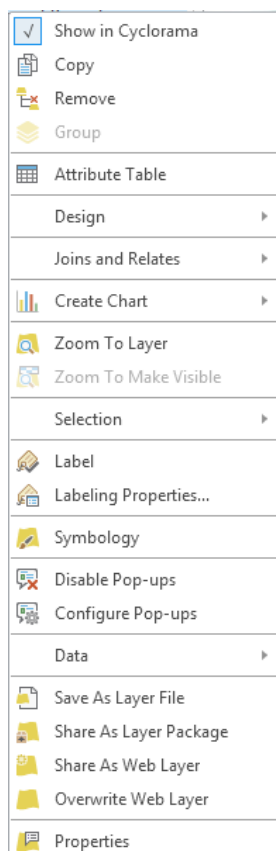 Show in Cyclorama
Copy
Remove
Group
Attribute Table
Design
Joins and Relates
Create Chart
Zoom To Layer
Zoom To Make Visible
Selection
Label
Labeling Properties...
Symbology
Disable Pop-ups
Configure Pop-ups
Data
Save As Layer File
Share As Layer Package
Share As Web Layer
Overwrite Web Layer
Properties